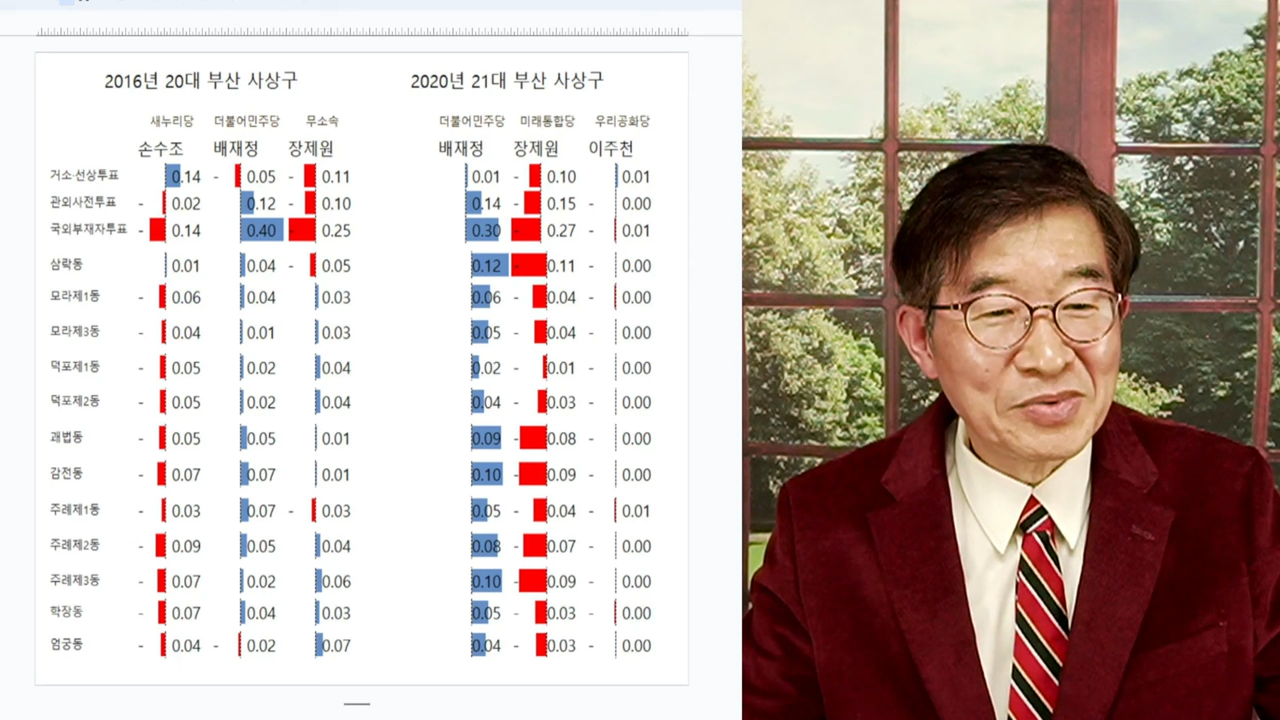 2016년 20대 부산 사상구 2020년 21대 부산 사상구
새누리당 더불어민주당 무소속 더불어민주당 미래통합당 우리공화당
손수조 배재정 장제원 배재정 장제원 이주천
거소·선상투표 0.14 - 0.05 - 0.11 0.01 - 0.10 0.01
관외사전투표 - 0.02 0.12 - 0.10 0.14 - 0.15 - 0.00
국외부재자투표 - 0.14 0.40 - 0.25 0.30 - 0.27 - 0.01
삼락동 0.01 0.04 - 0.05 0.12 - 0.11 - 0.00
모라제1동 - 0.06 0.04 0.03 0.06 - 0.04 - 0.00
모라제3동 - 0.04 0.01 0.03 0.05 - 0.04 - 0.00
덕포제1동 - 0.05 0.02 0.04 0.02 - 0.01 - 0.00
덕포제2동 - 0.05 0.02 0.04 0.04 - 0.03 - 0.00
괘법동 - 0.05 0.05 0.01 0.09 - 0.08 - 0.00
감전동 - 0.07 0.07 0.01 0.10 - 0.09 - 0.00
주례제1동 - 0.03 0.07 - 0.03 0.05 - 0.04 - 0.01
주례제2동 - 0.09 0.05 0.04 0.08 - 0.07 - 0.00
주례제3동 - 0.07 0.02 0.06 0.10 - 0.09 - 0.00
학장동 - 0.07 0.04 0.03 0.05 - 0.03 - 0.00
엄궁동 - 0.04 - 0.02 0.07 0.04 - 0.03 - 0.00